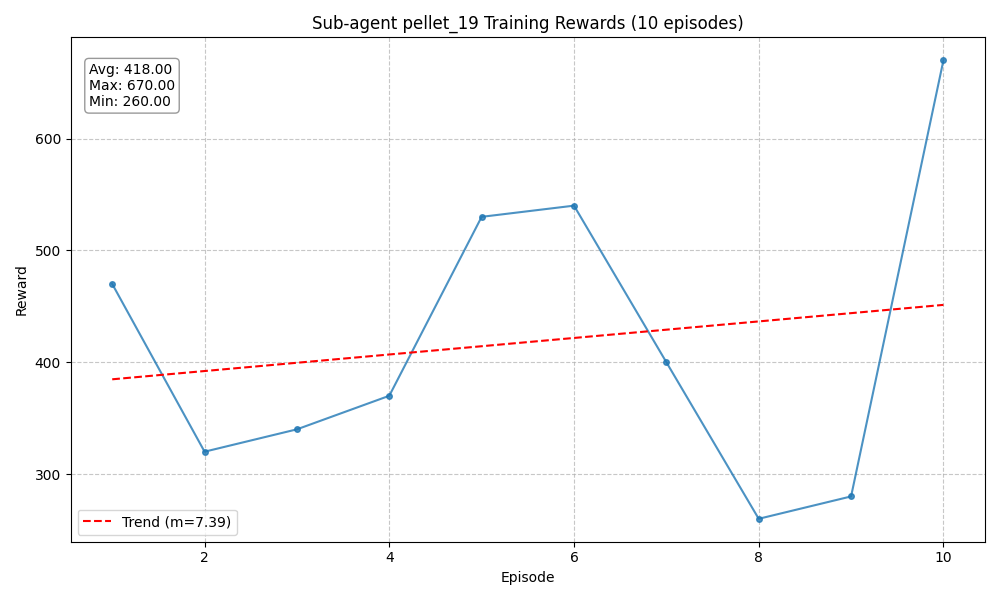 Sub-agent pellet_19 Training Rewards (10 episodes)
Avg: 418.00
Max: 670.00
Min: 260.00
Reward
600
500
400
300
Trend (m=7.39)
2 4 6 8 10
Episode